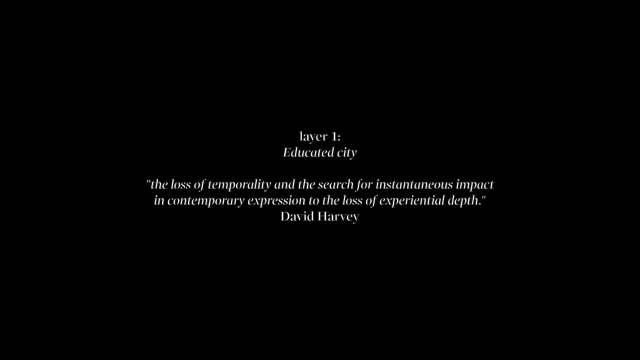 layer 1:
Educated city
"the loss of temporality and the search for instantaneous impact
in contemporary expression to the loss of experiential depth."
David Harvey